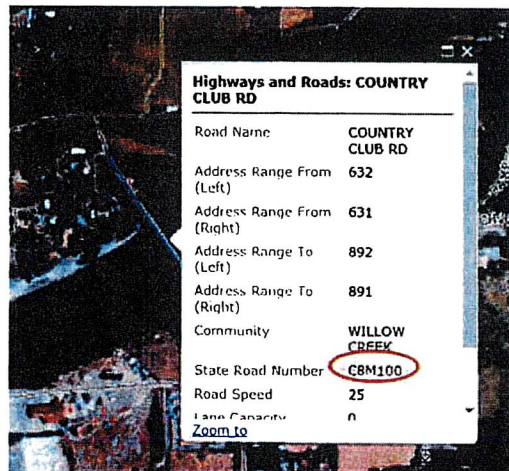 Highways and Roads: COUNTRY
CLUB RD
Road Name COUNTRY
CLUB RD
Address Range From 632
(Left)
Address Range From 631
(Right)
Address Range To 892
(Left)
Address Range To 891
(Right)
Community WILLOW
CREEK
State Road Number C8M100
Road Speed 25
Lane Capacity 0
Zoom to